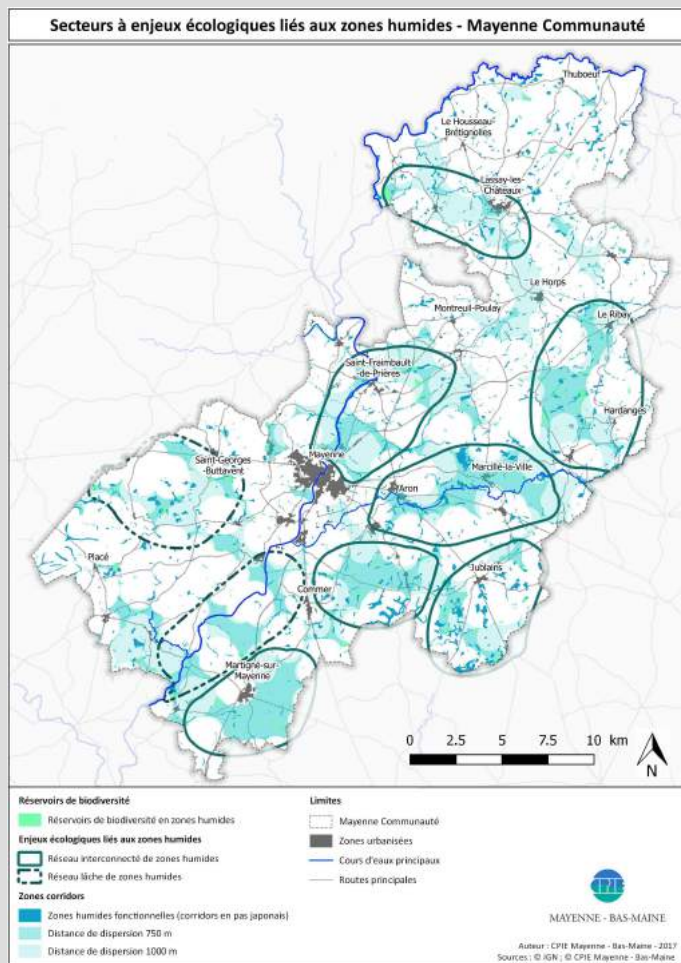 Secteurs à enjeux écologiques liés aux zones humides - Mayenne Communauté
Thuboeuf
Le Housseau-
Brétignolles
Lassay-les-
Châteaux
Le Horps
Montreuil-Poulay
Le Ribay
Saint-Fraimbault
-de-Prières
Hardanges
Saint-Georges-
Buttavent
Mayenne
Marcillé-la-Ville
Aron
Placé
Jublains
Commer
Martigné-sur-
Mayenne
0 2.5 5 7.5 10 km
N
Réservoirs de biodiversité
Réservoirs de biodiversité en zones humides
Enjeux écologiques liés aux zones humides
Réseau interconnecté de zones humides
Réseau lâche de zones humides
Zones corridors
Zones humides fonctionnelles (corridors en pas japonais)
Distance de dispersion 750 m
Distance de dispersion 1000 m
Limites
Mayenne Communauté
Zones urbanisées
Cours d'eaux principaux
Routes principales
CPIE
MAYENNE - BAS-MAINE
Auteur : CPIE Mayenne - Bas-Maine - 2017
Sources : © IGN ; © CPIE Mayenne - Bas-Maine